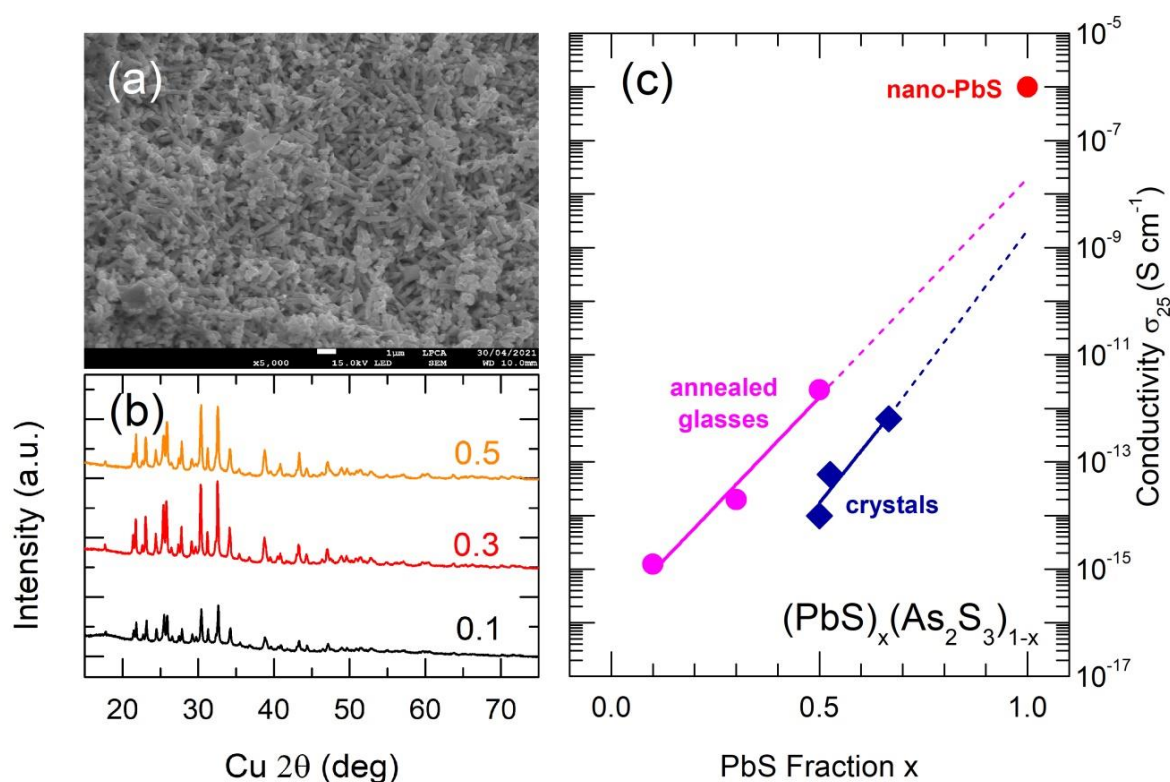 (a)
1µm LPCA 30/04/2021
x5,000 15.0kV LED SEM WD 10.0mm
(b)
0.5
0.3
0.1
Intensity (a.u.)
20 30 40 50 60 70
Cu 2θ (deg)
(c)
nano-PbS
annealed
glasses
crystals
(PbS)ₓ(As₂S₃)₁₋ₓ
10⁻⁵
10⁻⁷
10⁻⁹
10⁻¹¹
10⁻¹³
10⁻¹⁵
10⁻¹⁷
Conductivity σ₂₅ (S cm⁻¹)
0.0 0.5 1.0
PbS Fraction x